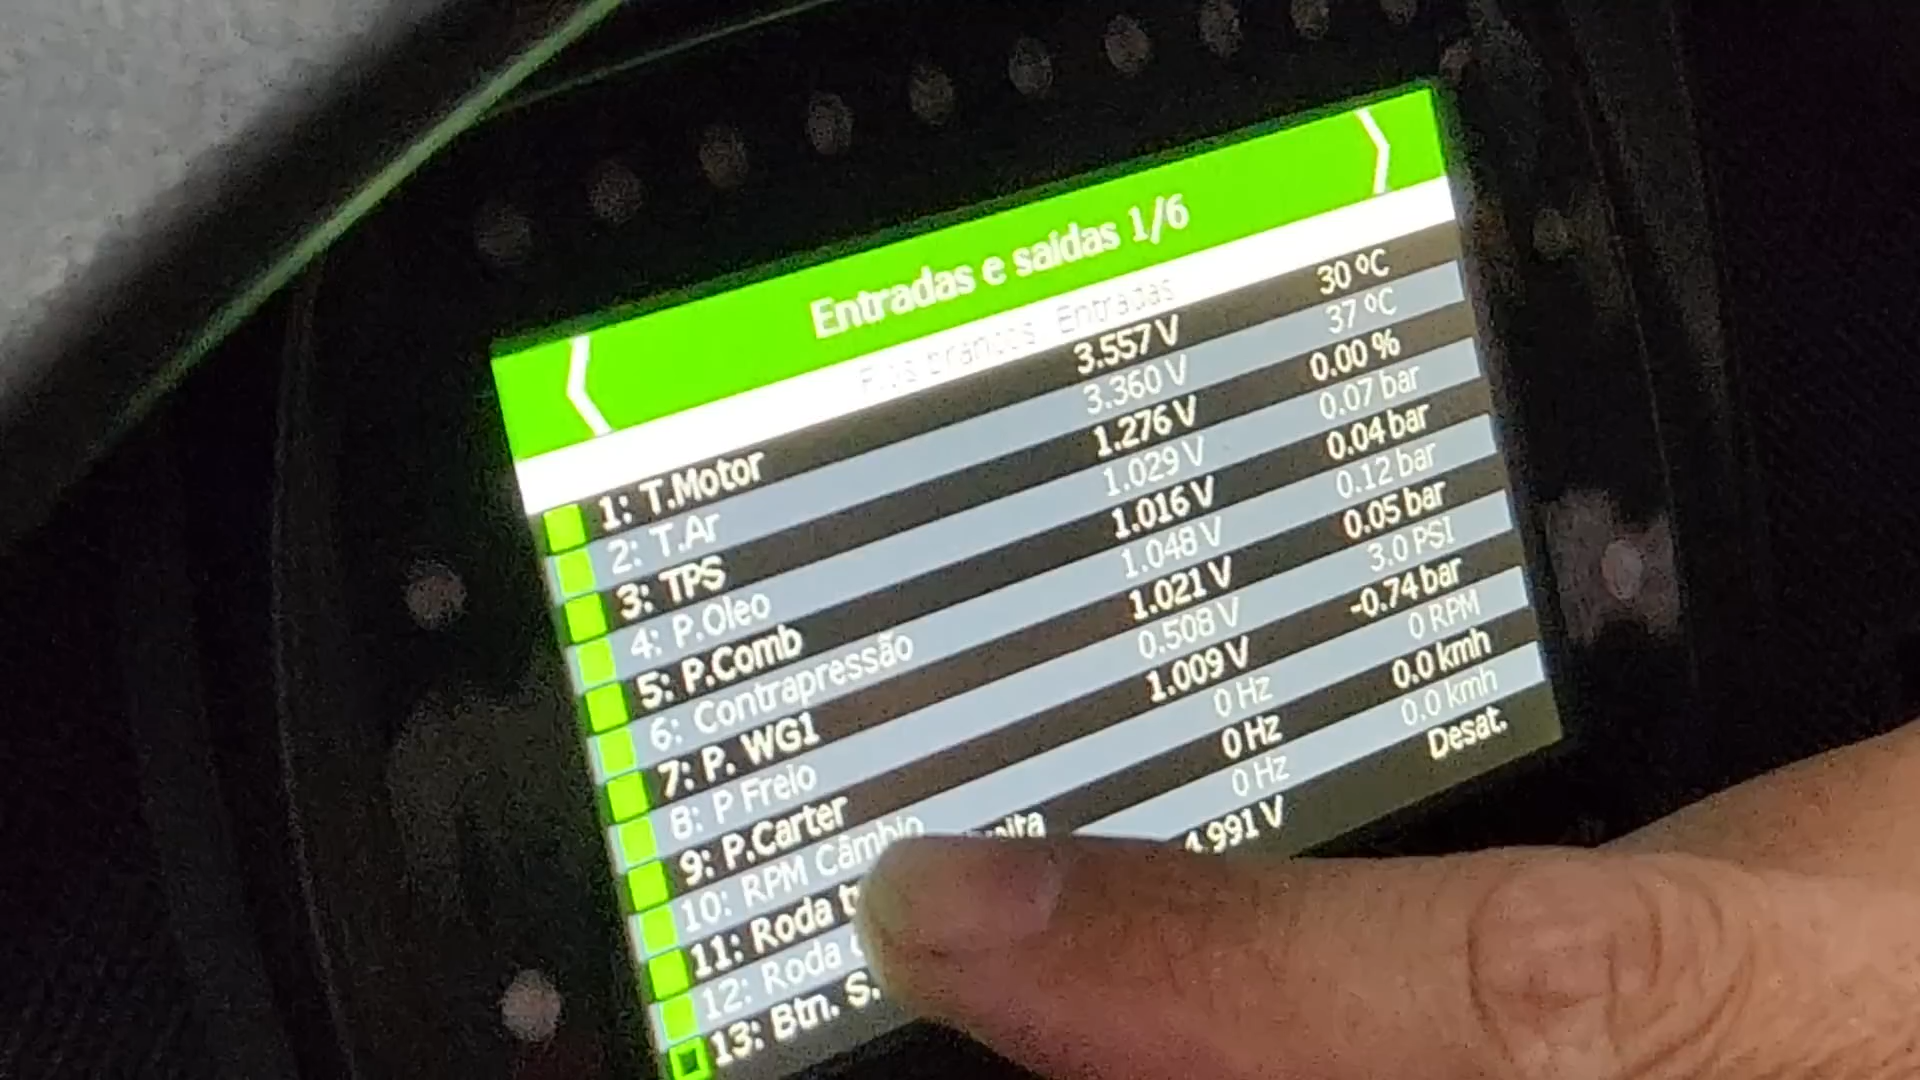 Entradas e saídas 1/6
Fios brancos: Entradas
1: T.Motor 3.557 V 30 ºC
2: T.Ar 3.360 V 37 ºC
3: TPS 1.276 V 0.00 %
4: P.Oleo 1.029 V 0.07 bar
5: P.Comb 1.016 V 0.04 bar
6: Contrapressão 1.048 V 0.12 bar
7: P. WG1 1.021 V 0.05 bar
8: P Freio 0.508 V 3.0 PSI
9: P.Carter 1.009 V -0.74 bar
10: RPM Câmbio 0 Hz 0 RPM
11: Roda 0 Hz 0.0 kmh
12: Roda 0 Hz 0.0 kmh
13: Btn. S. 4.991 V Desat.